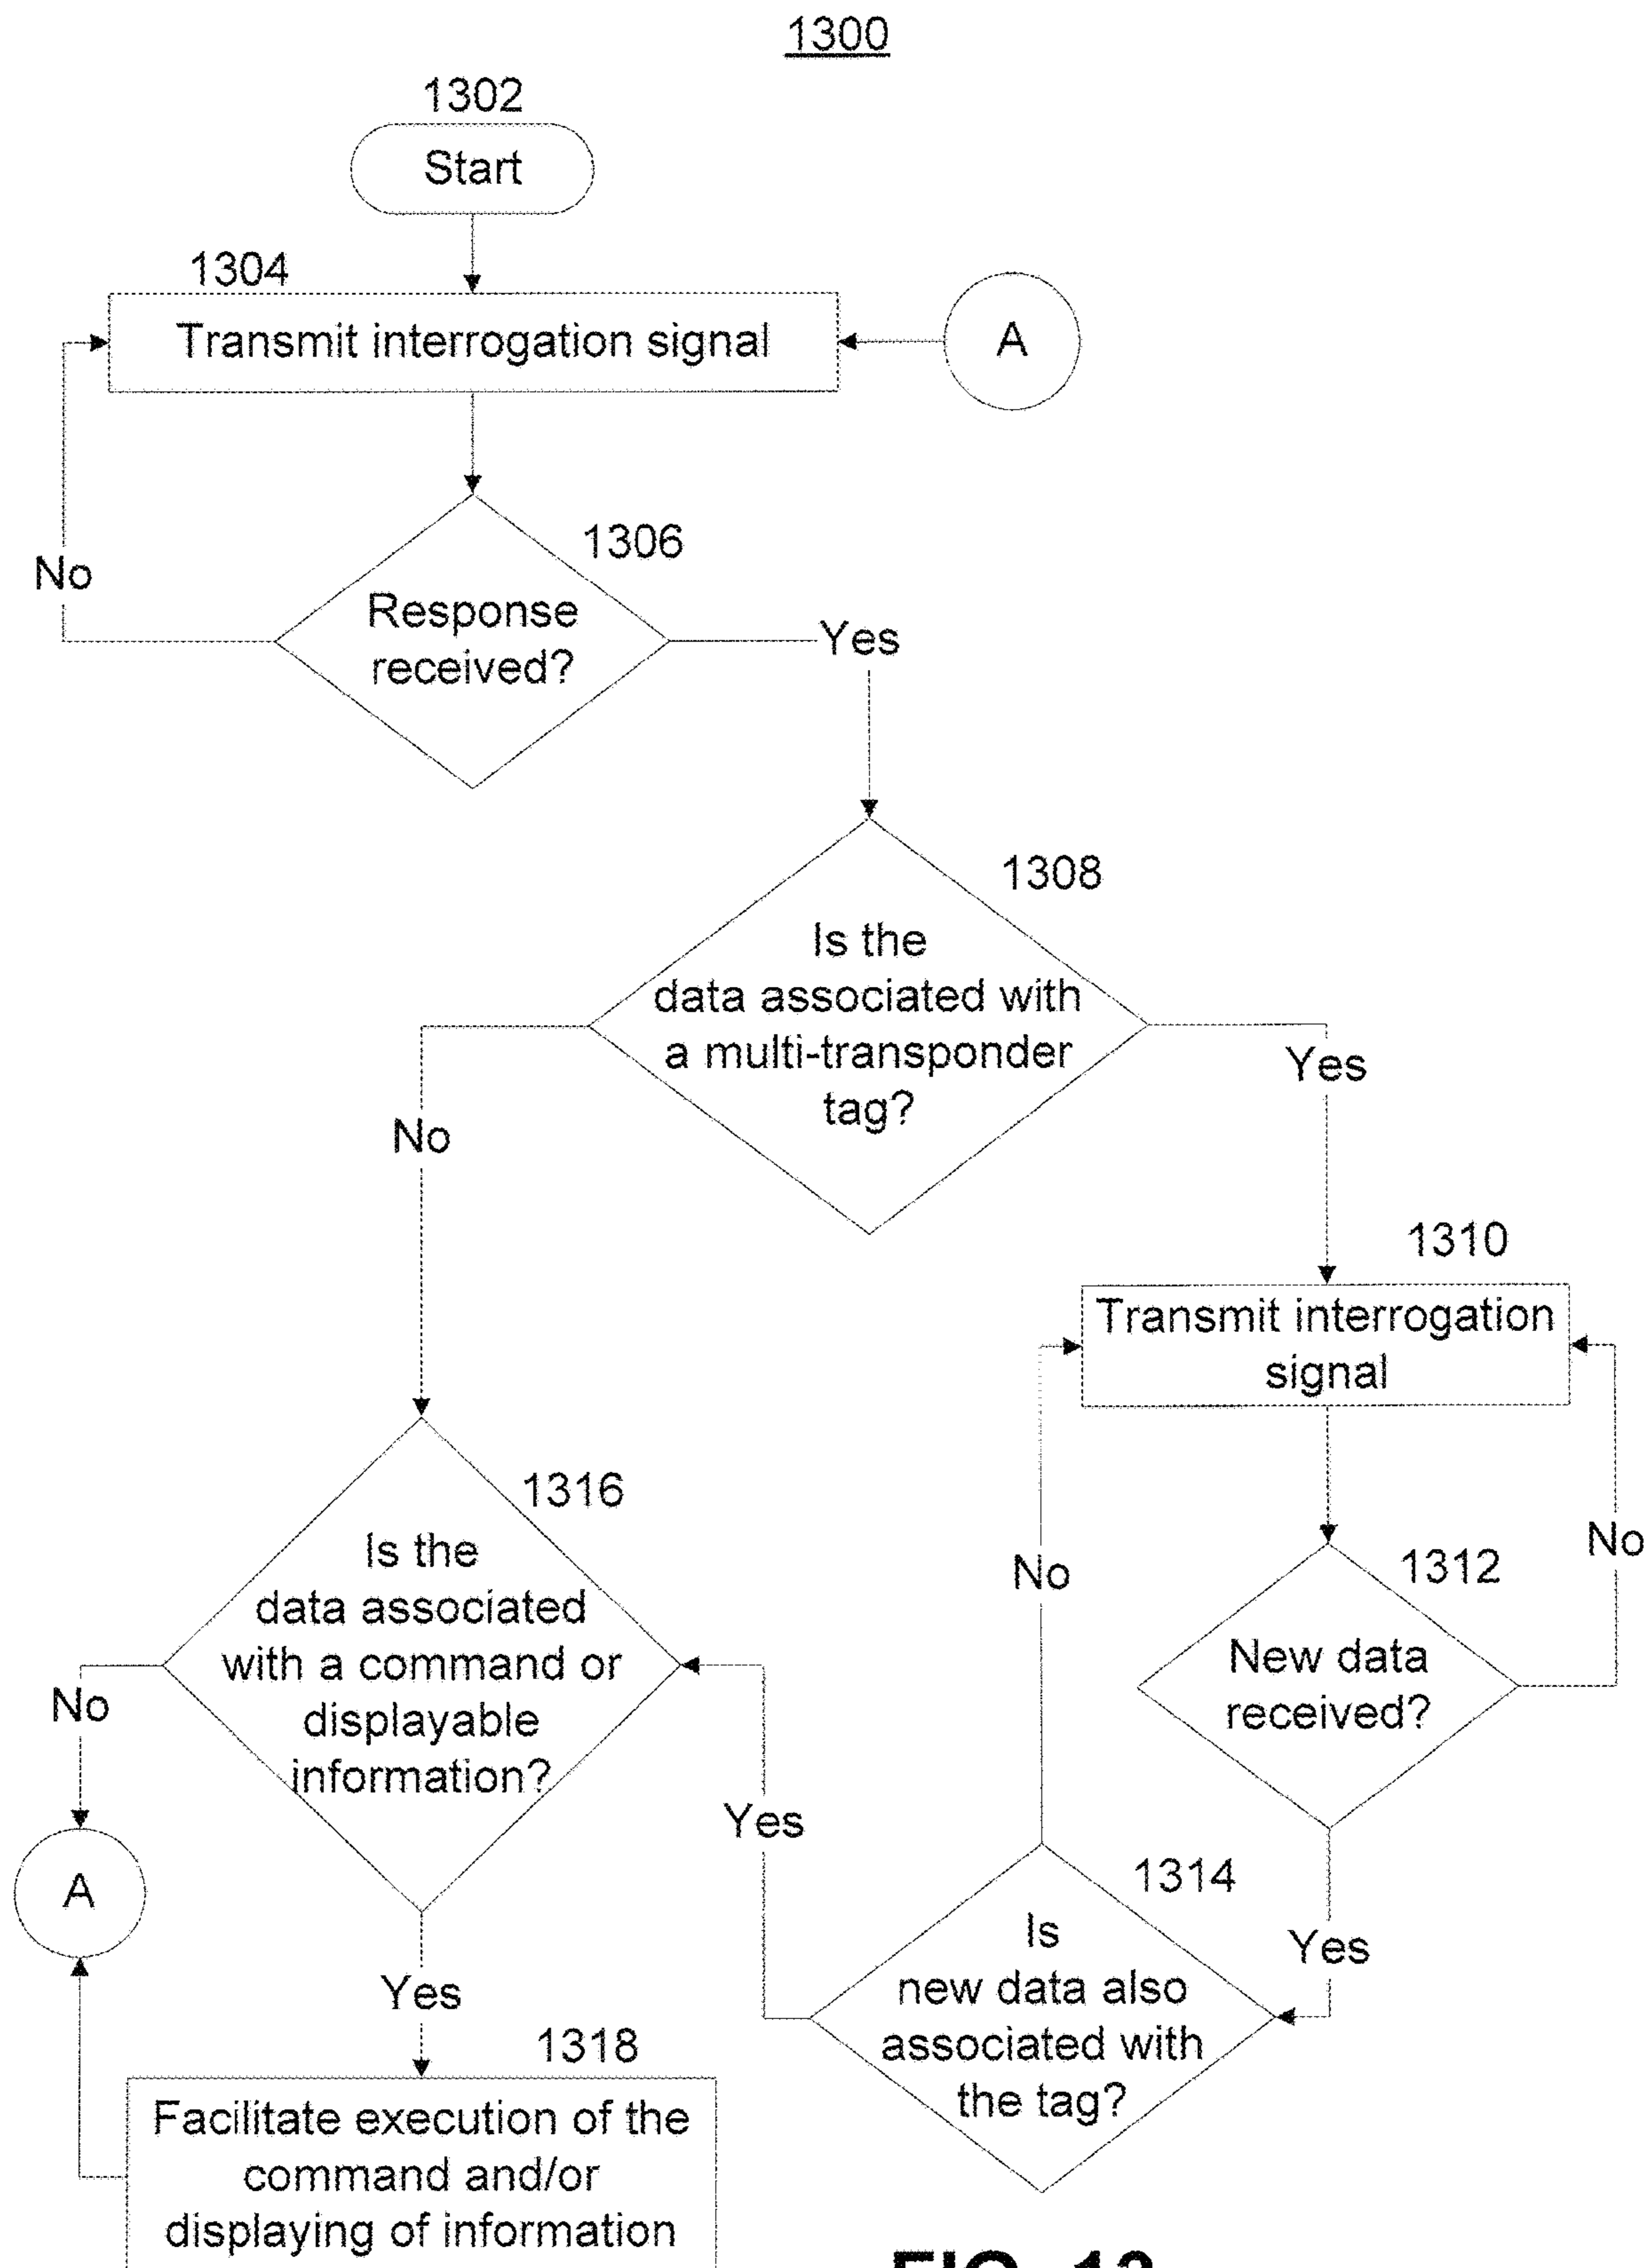 1300
1302
Start
1304
Transmit interrogation signal
A
1306
No
Response
received?
Yes
1308
Is the
data associated with
a multi-transponder
tag?
Yes
No
1310
Transmit interrogation
signal
1316
Is the
data associated
with a command or
displayable
information?
No
No
1312
No
New data
received?
Yes
A
1314
Is
new data also
associated with
the tag?
Yes
Yes
1318
Facilitate execution of the
command and/or
displaying of information
FIG. 13